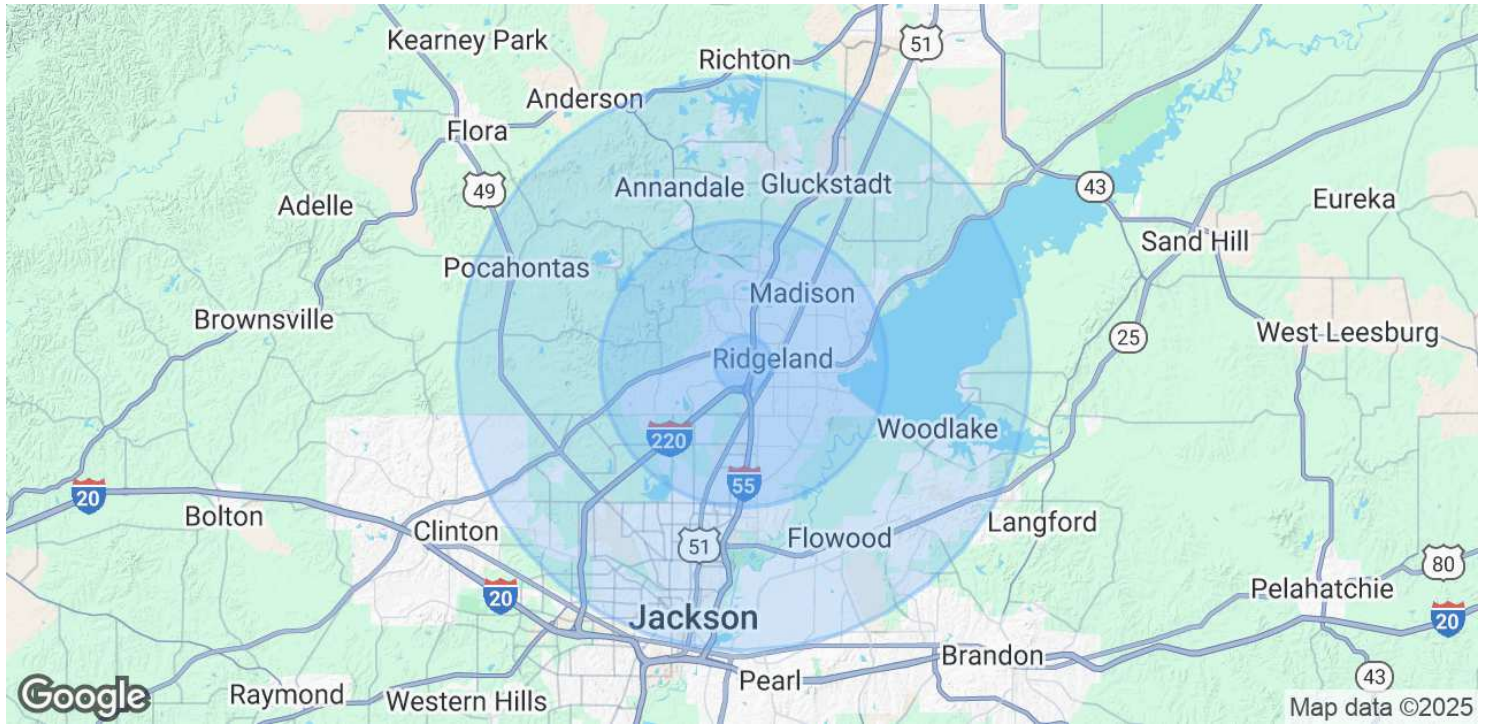 Kearney Park
51
Richton
Anderson
Flora
49
Annandale
Gluckstadt
43
Adelle
Eureka
Sand Hill
Pocahontas
Madison
Brownsville
West Leesburg
25
Ridgeland
Woodlake
220
20
55
Bolton
Clinton
51
Flowood
Langford
80
20
Pelahatchie
Jackson
20
Brandon
43
Pearl
Raymond
Western Hills
Google
Map data ©2025